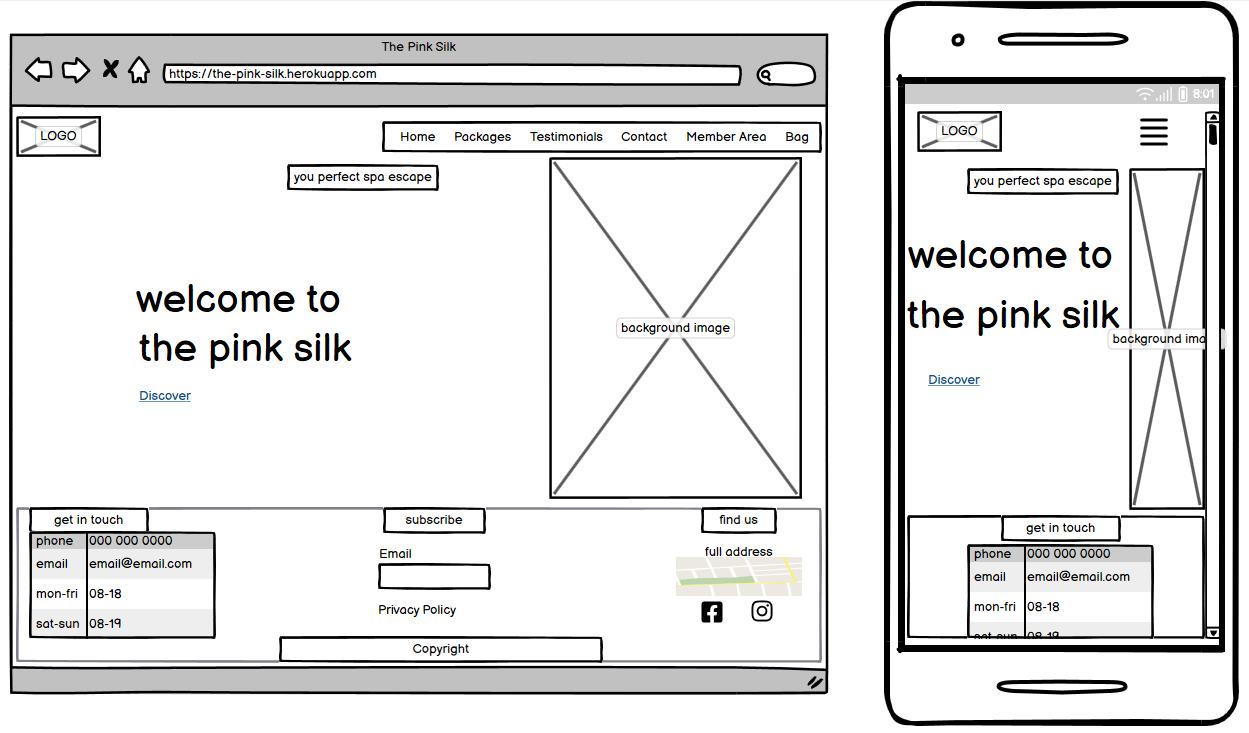 The Pink Silk
https://the-pink-silk.herokuapp.com
LOGO
Home Packages Testimonials Contact Member Area Bag
you perfect spa escape
welcome to
the pink silk
background image
Discover
get in touch
phone 000 000 0000
email email@email.com
mon-fri 08-18
sat-sun 08-19
subscribe
Email
Privacy Policy
find us
full address
Copyright
8:01
LOGO
you perfect spa escape
welcome to
the pink silk
background ima
Discover
get in touch
phone 000 000 0000
email email@email.com
mon-fri 08-18
sat-sun 08-19